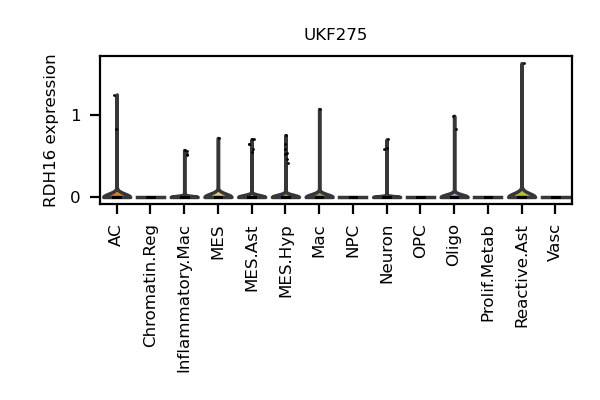 UKF275
RDH16 expression
1
0
AC
Chromatin.Reg
Inflammatory.Mac
MES
MES.Ast
MES.Hyp
Mac
NPC
Neuron
OPC
Oligo
Prolif.Metab
Reactive.Ast
Vasc